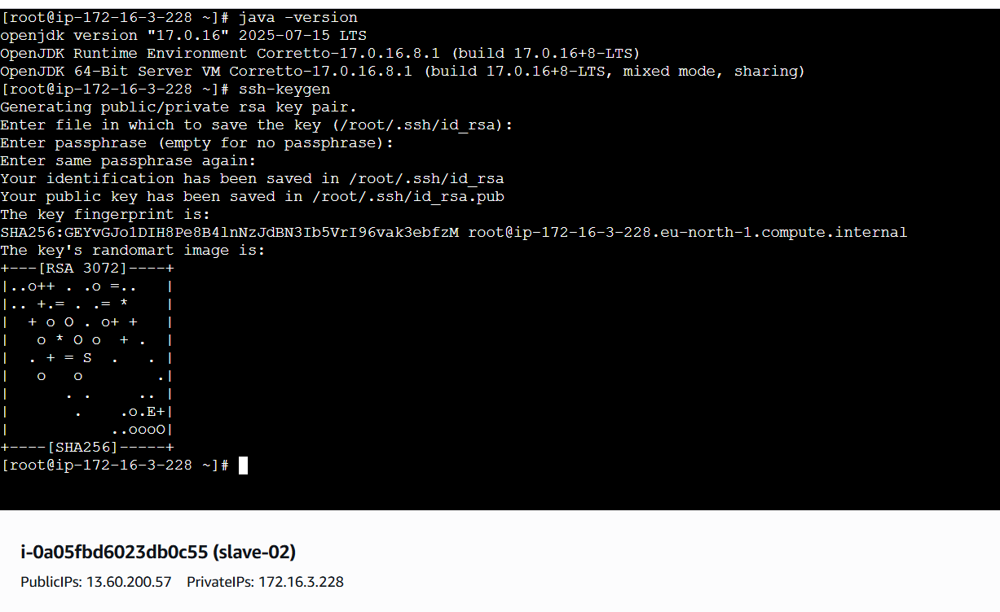 [root@ip-172-16-3-228 ~]# java -version
openjdk version "17.0.16" 2025-07-15 LTS
OpenJDK Runtime Environment Corretto-17.0.16.8.1 (build 17.0.16+8-LTS)
OpenJDK 64-Bit Server VM Corretto-17.0.16.8.1 (build 17.0.16+8-LTS, mixed mode, sharing)
[root@ip-172-16-3-228 ~]# ssh-keygen
Generating public/private rsa key pair.
Enter file in which to save the key (/root/.ssh/id_rsa):
Enter passphrase (empty for no passphrase):
Enter same passphrase again:
Your identification has been saved in /root/.ssh/id_rsa
Your public key has been saved in /root/.ssh/id_rsa.pub
The key fingerprint is:
SHA256:GEYvGJo1DIH8Pe8B4lnNzJdBN3Ib5VrI96vak3ebfzM root@ip-172-16-3-228.eu-north-1.compute.internal
The key's randomart image is:
+---[RSA 3072]----+
|..o++ . .o =..   |
|.. +.= . .= *    |
|  + o O . o+ +   |
|   o * O o  + .  |
|  . + = S  .   . |
|   o   o        .|
|      . .     .. |
|       .    .o.E+|
|           ..oooO|
+----[SHA256]-----+
[root@ip-172-16-3-228 ~]#
i-0a05fbd6023db0c55 (slave-02)
PublicIPs: 13.60.200.57 PrivateIPs: 172.16.3.228